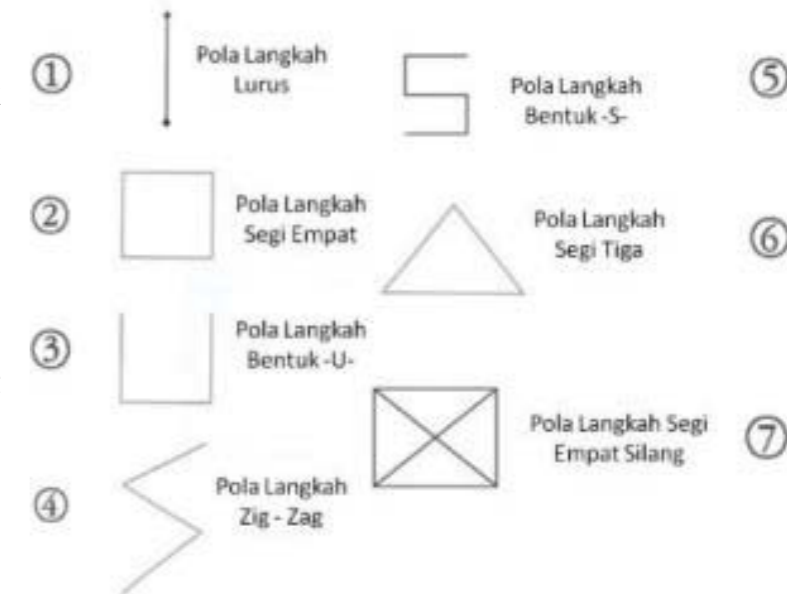 ①
Pola Langkah
Lurus
②
Pola Langkah
Segi Empat
③
Pola Langkah
Bentuk -U-
④
Pola Langkah
Zig - Zag
Pola Langkah
Bentuk -S-
⑤
Pola Langkah
Segi Tiga
⑥
Pola Langkah Segi
Empat Silang
⑦